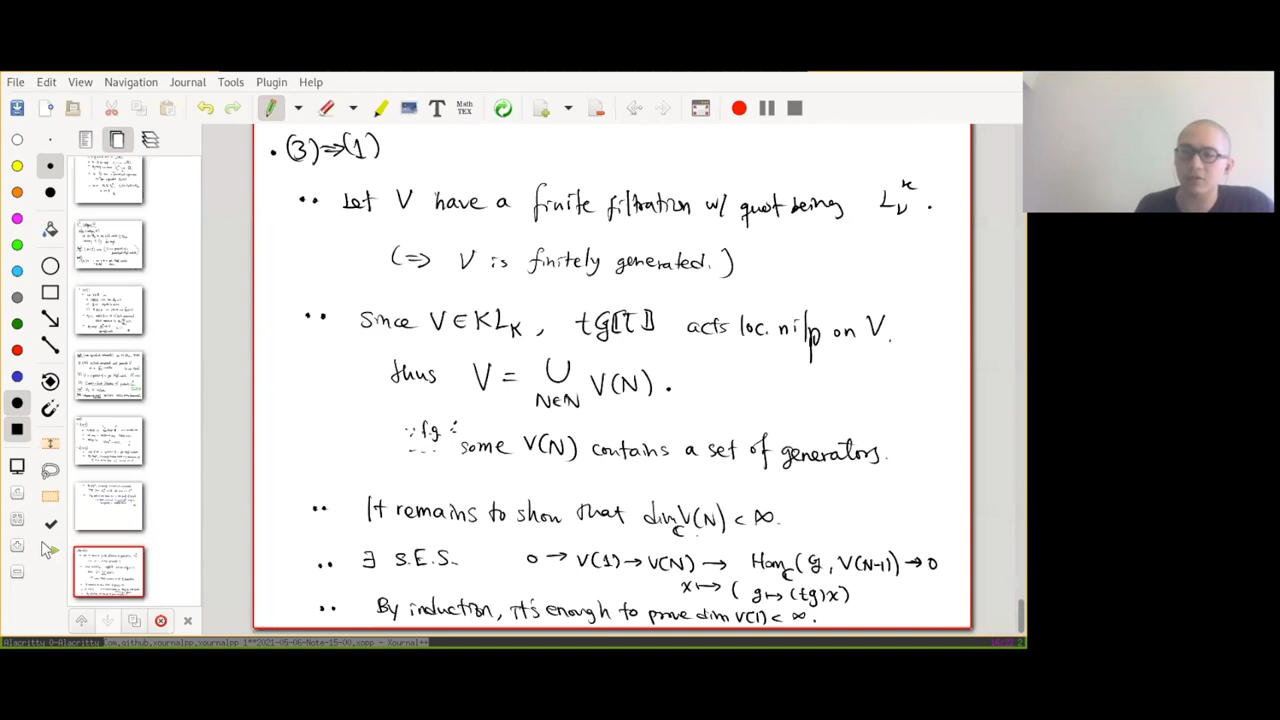 File Edit View Navigation Journal Tools Plugin Help
Math TEX
• (3)⇒(1)
•• Let V have a finite filtration w/ quot being L_ν^κ.
(⇒ V is finitely generated.)
•• Since V∈KL_κ, tg[[t]] acts loc. nilp on V.
thus V = ∪_{N∈ℕ} V(N).
∵ f.g ∴
some V(N) contains a set of generators.
•• It remains to show that dim_ℂ V(N) < ∞.
•• ∃ S.E.S. 0 → V(1) → V(N) → Hom_ℂ(g, V(N-1)) → 0
x ↦ (g ↦ (tg)x)
•• By induction, it's enough to prove dim V(1) < ∞.